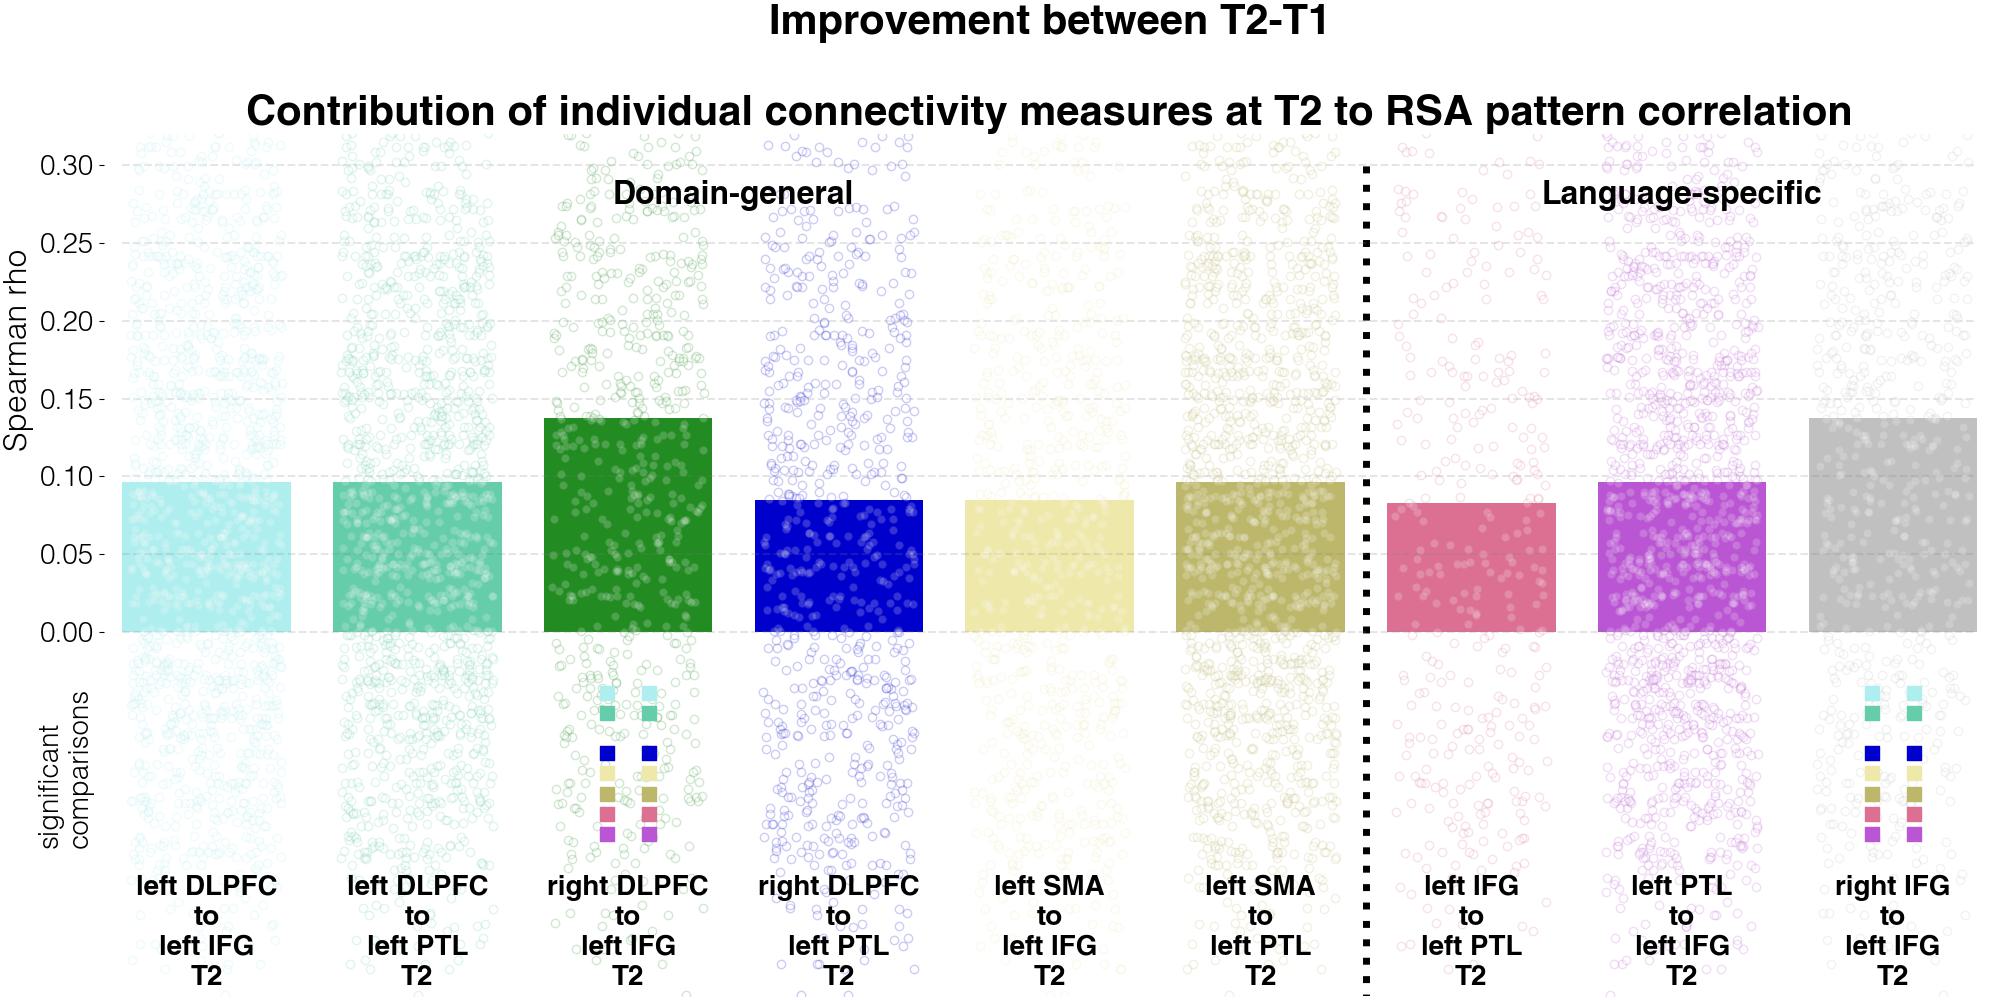 Improvement between T2-T1
Contribution of individual connectivity measures at T2 to RSA pattern correlation
Domain-general
Language-specific
Spearman rho
0.30
0.25
0.20
0.15
0.10
0.05
0.00
significant
comparisons
left DLPFC
to
left IFG
T2
left DLPFC
to
left PTL
T2
right DLPFC
to
left IFG
T2
right DLPFC
to
left PTL
T2
left SMA
to
left IFG
T2
left SMA
to
left PTL
T2
left IFG
to
left PTL
T2
left PTL
to
left IFG
T2
right IFG
to
left IFG
T2